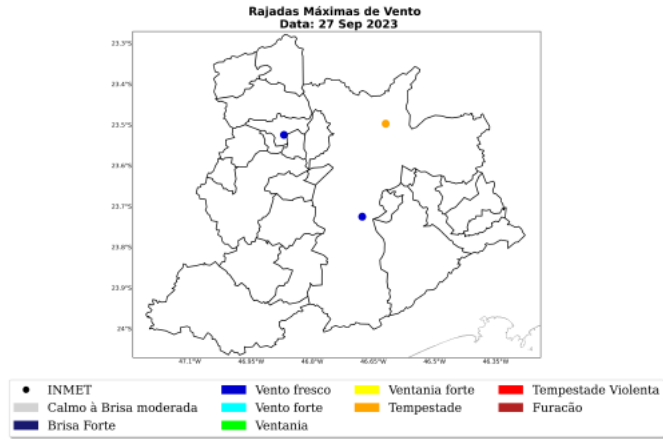 Rajadas Máximas de Vento
Data: 27 Sep 2023
23.3°S
23.4°S
23.5°S
23.6°S
23.7°S
23.8°S
23.9°S
24°S
47.1°W 46.95°W 46.8°W 46.65°W 46.5°W 46.35°W
INMET Vento fresco Ventania forte Tempestade Violenta
Calmo à Brisa moderada Vento forte Tempestade Furacão
Brisa Forte Ventania